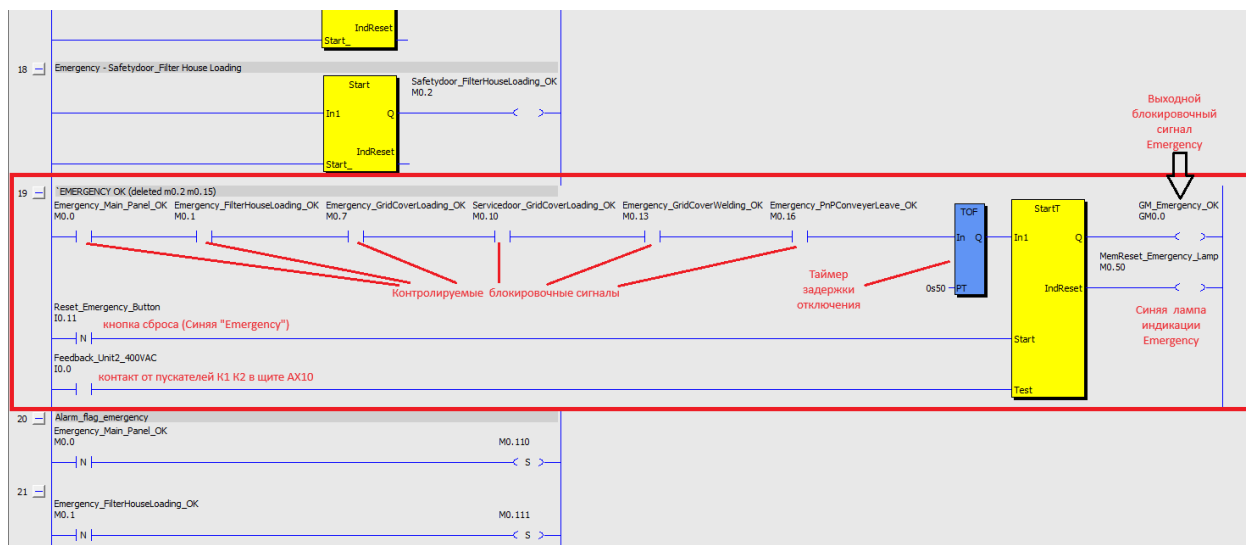 IndReset
Start_
18
Emergency - Safetydoor_Filter House Loading
Start
Safetydoor_FilterHouseLoading_OK
M0.2
In1 Q
IndReset
Start_
Выходной
блокировочный
сигнал
Emergency
19
`EMERGENCY OK (deleted m0.2 m0.15)
Emergency_Main_Panel_OK Emergency_FilterHouseLoading_OK Emergency_GridCoverLoading_OK Servicedoor_GridCoverLoading_OK Emergency_GridCoverWelding_OK Emergency_PnPConveyerLeave_OK
M0.0 M0.1 M0.7 M0.10 M0.13 M0.16
TOF
StartT
GM_Emergency_OK
GM0.0
In Q
In1 Q
MemReset_Emergency_Lamp
M0.50
Контролируемые блокировочные сигналы
Таймер
задержки
отключения
0s50
PT
IndReset
Синяя лампа
индикации
Emergency
Reset_Emergency_Button
I0.11
кнопка сброса (Синяя "Emergency")
N
Start
Feedback_Unit2_400VAC
I0.0
контакт от пускателей К1 К2 в щите АХ10
Test
20
Alarm_flag_emergency
Emergency_Main_Panel_OK
M0.0 M0.110
N S
21
Emergency_FilterHouseLoading_OK
M0.1 M0.111
N S